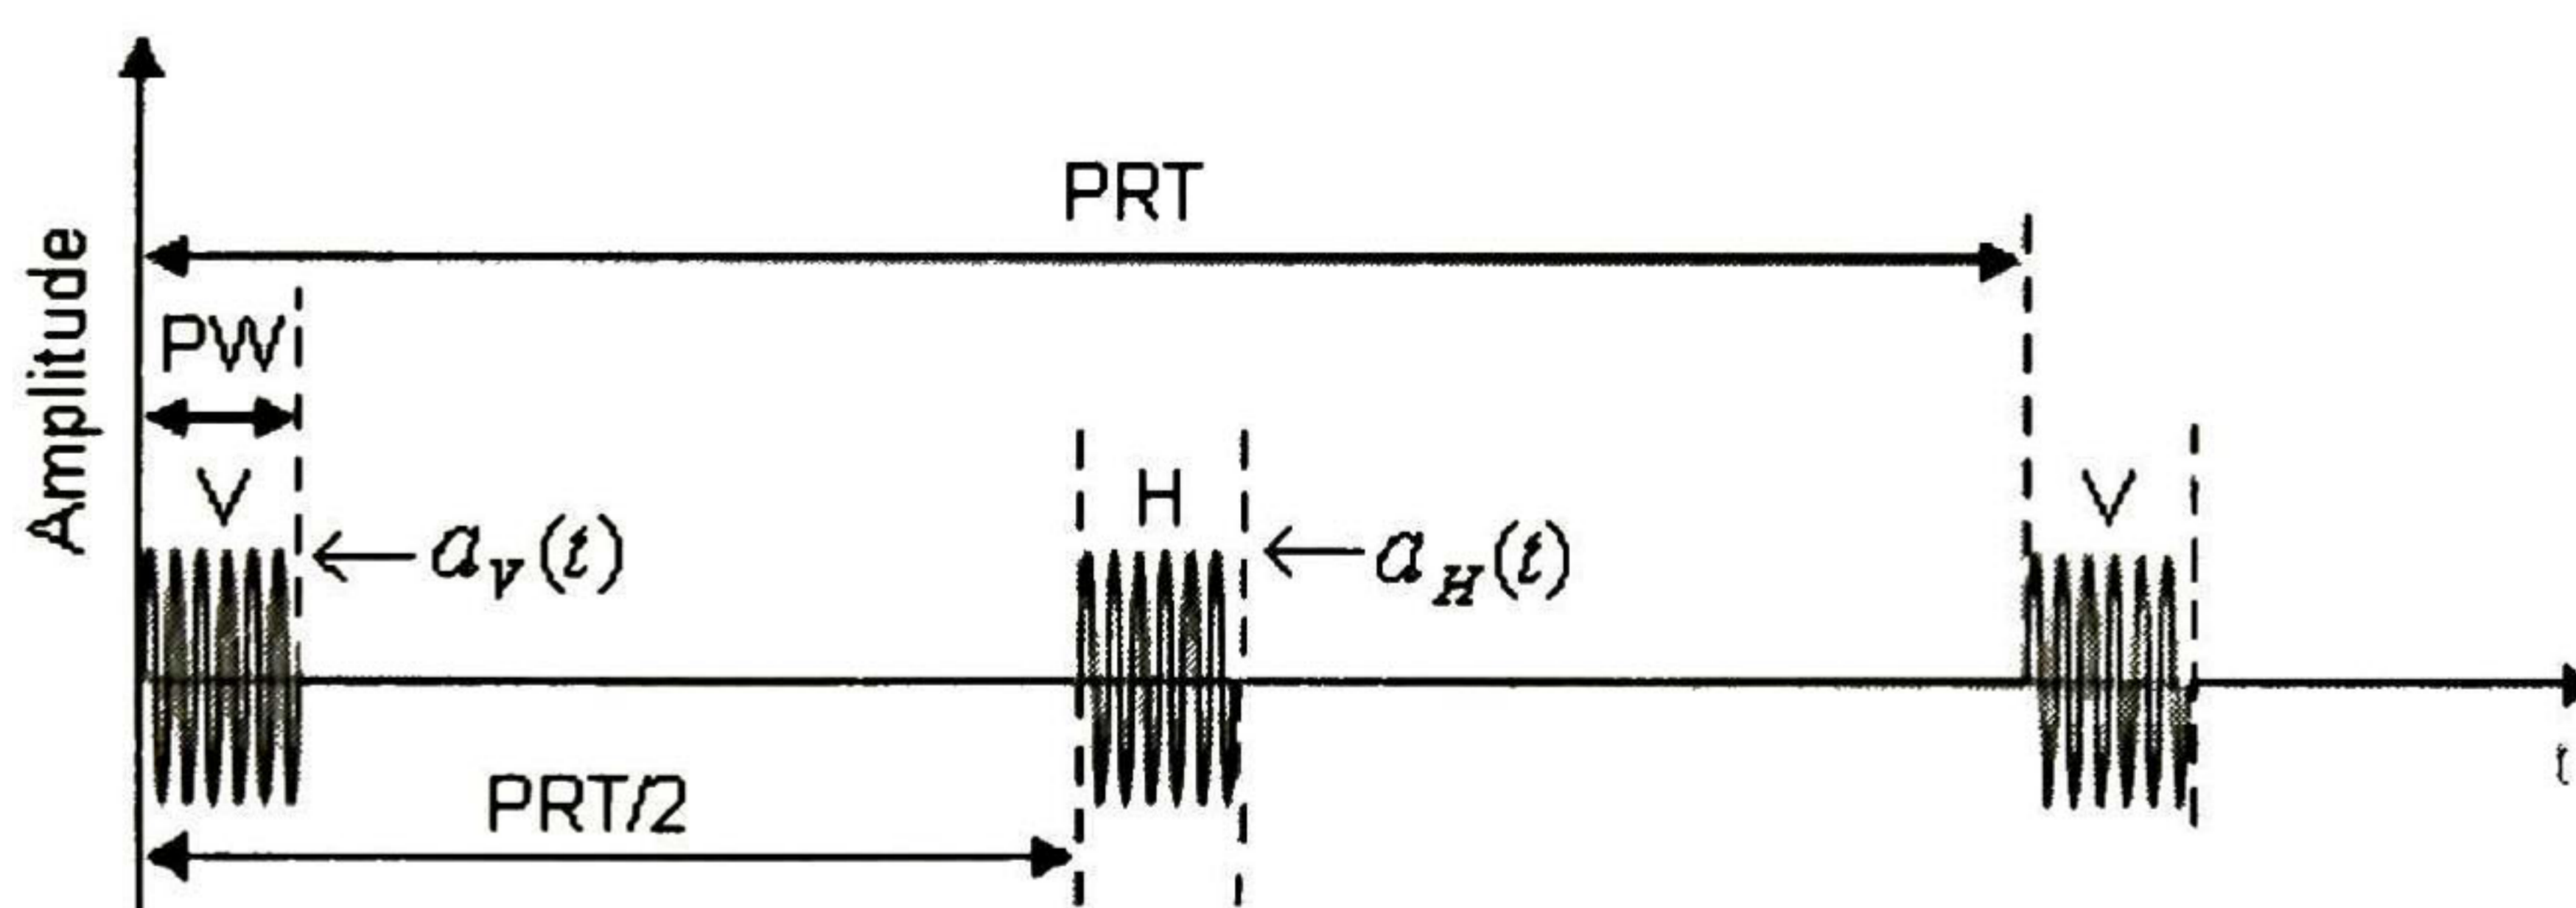 Amplitude
PRT
PW
V
a_V(t)
H
a_H(t)
V
PRT/2
t